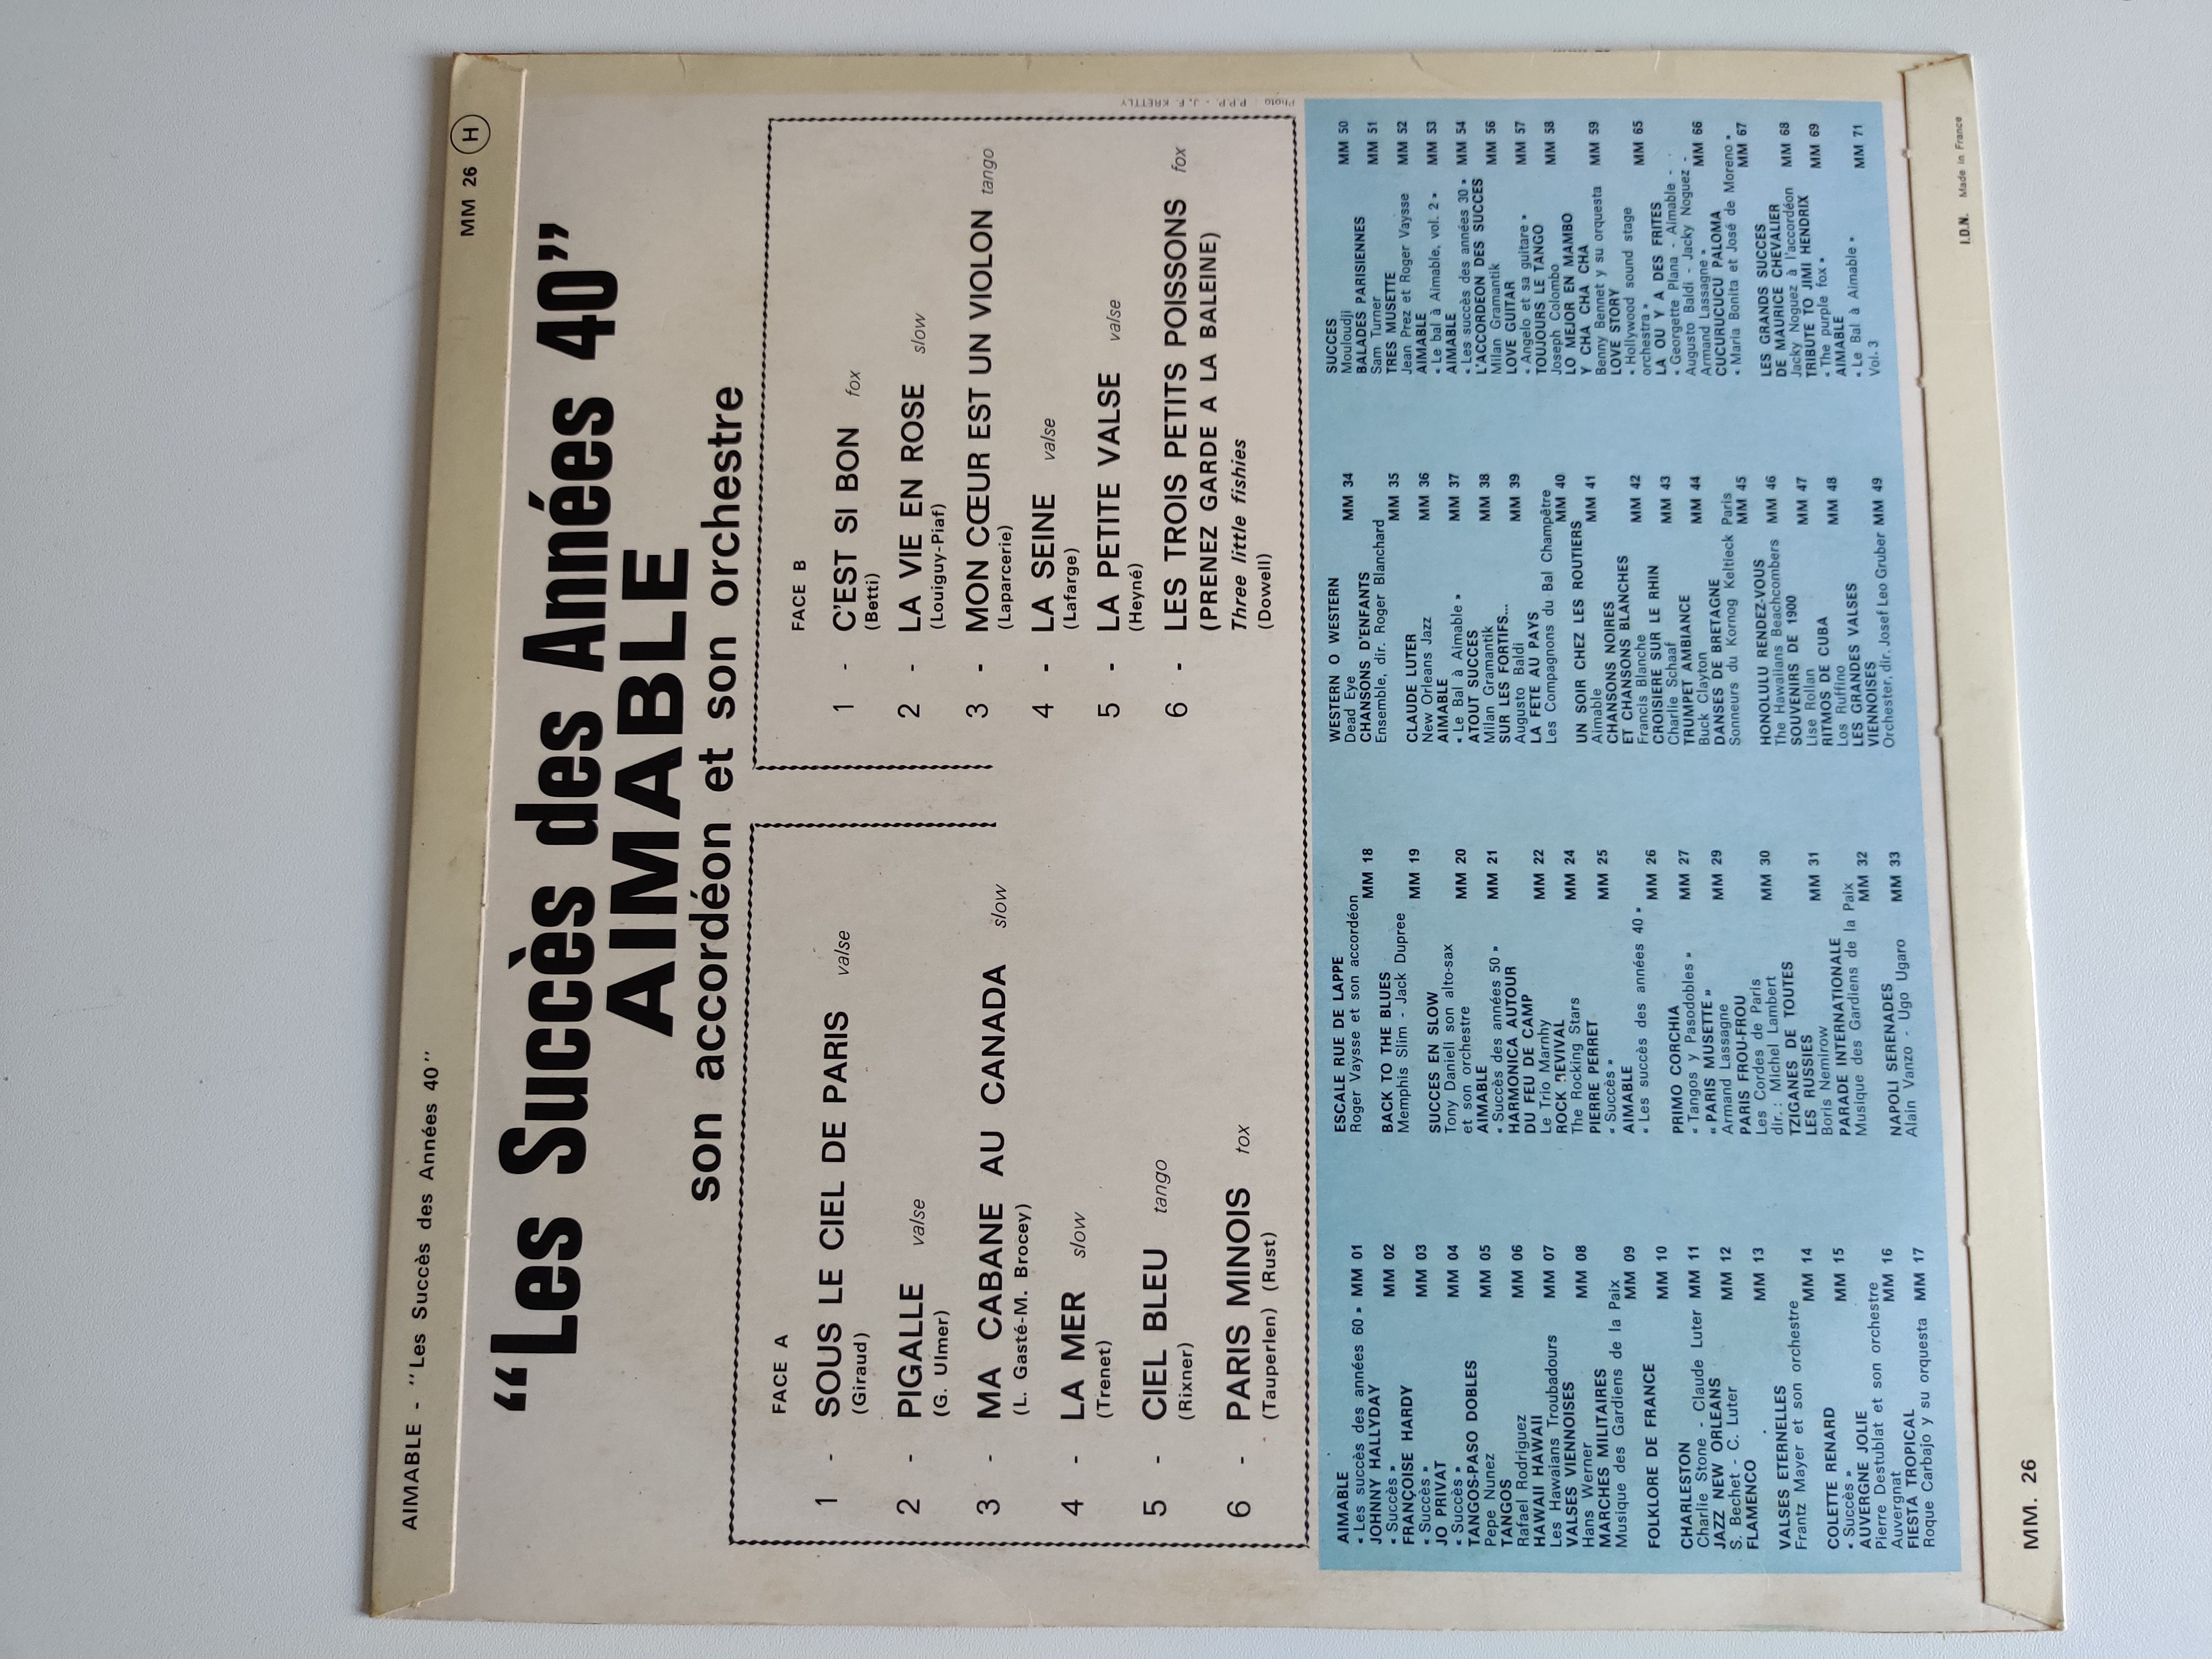 AIMABLE - "Les Succès des Années 40"
MM 26 H
"Les Succès des Années 40"
AIMABLE
son accordéon et son orchestre
FACE A
1 - SOUS LE CIEL DE PARIS valse
(Giraud)
2 - PIGALLE valse
(G. Ulmer)
3 - MA CABANE AU CANADA slow
(L. Gasté-M. Brocey)
4 - LA MER slow
(Trenet)
5 - CIEL BLEU tango
(Rixner)
6 - PARIS MINOIS fox
(Tauperlen) (Rust)
FACE B
1 - C'EST SI BON fox
(Betti)
2 - LA VIE EN ROSE slow
(Louiguy-Piaf)
3 - MON CŒUR EST UN VIOLON tango
(Laparcerie)
4 - LA SEINE valse
(Lafarge)
5 - LA PETITE VALSE valse
(Heyné)
6 - LES TROIS PETITS POISSONS fox
(PRENEZ GARDE A LA BALEINE)
Three little fishies
(Dowell)
Photo : P.P.P. - J. F. KRETTLY
AIMABLE
« Les succès des années 60 » MM 01
JOHNNY HALLYDAY
« Succès » MM 02
FRANÇOISE HARDY
« Succès » MM 03
JO PRIVAT
« Succès » MM 04
TANGOS-PASO DOBLES
Pepe Nunez MM 05
TANGOS
Rafael Rodriguez MM 06
HAWAII HAWAII
Les Hawaians Troubadours MM 07
VALSES VIENNOISES
Hans Werner MM 08
MARCHES MILITAIRES
Musique des Gardiens de la Paix
MM 09
FOLKLORE DE FRANCE
MM 10
CHARLESTON
Charlie Stone - Claude Luter MM 11
JAZZ NEW ORLEANS
S. Bechet - C. Luter MM 12
FLAMENCO
MM 13
VALSES ETERNELLES
Frantz Mayer et son orchestre
MM 14
COLETTE RENARD
« Succès » MM 15
AUVERGNE JOLIE
Pierre Destublat et son orchestre
Auvergnat MM 16
FIESTA TROPICAL
Roque Carbajo y su orquesta MM 17
ESCALE RUE DE LAPPE
Roger Vaysse et son accordéon
MM 18
BACK TO THE BLUES
Memphis Slim - Jack Dupree
MM 19
SUCCES EN SLOW
Tony Danieli son alto-sax
et son orchestre MM 20
AIMABLE
« Succès des années 50 » MM 21
HARMONICA AUTOUR
DU FEU DE CAMP
Le Trio Marnhy MM 22
ROCK REVIVAL
The Rocking Stars MM 24
PIERRE PERRET
« Succès » MM 25
AIMABLE
« Les succès des années 40 »
MM 26
PRIMO CORCHIA
« Tangos y Pasodobles » MM 27
« PARIS MUSETTE »
Armand Lassagne MM 29
PARIS FROU-FROU
Les Cordes de Paris
dir. : Michel Lambert MM 30
TZIGANES DE TOUTES
LES RUSSIES
Boris Nemirow MM 31
PARADE INTERNATIONALE
Musique des Gardiens de la Paix
MM 32
NAPOLI SERENADES
Alain Vanzo - Ugo Ugaro MM 33
WESTERN O WESTERN
Dead Eye MM 34
CHANSONS D'ENFANTS
Ensemble, dir. Roger Blanchard
MM 35
CLAUDE LUTER
New Orleans Jazz MM 36
AIMABLE
« Le Bal à Aimable » MM 37
ATOUT SUCCES
Milan Gramantik MM 38
SUR LES FORTIFS...
Augusto Baldi MM 39
LA FETE AU PAYS
Les Compagnons du Bal Champêtre
MM 40
UN SOIR CHEZ LES ROUTIERS
Aimable MM 41
CHANSONS NOIRES
ET CHANSONS BLANCHES
Francis Blanche MM 42
CROISIERE SUR LE RHIN
Charlie Schaaf MM 43
TRUMPET AMBIANCE
Buck Clayton MM 44
DANSES DE BRETAGNE
Sonneurs du Kornog Keltieck Paris
MM 45
HONOLULU RENDEZ-VOUS
The Hawaiians Beachcombers MM 46
SOUVENIRS DE 1900
Lise Rollan MM 47
RITMOS DE CUBA
Los Ruffino MM 48
LES GRANDES VALSES
VIENNOISES
Orchester, dir. Josef Leo Gruber MM 49
SUCCES
Mouloudji MM 50
BALADES PARISIENNES
Sam Turner MM 51
TRES MUSETTE
Jean Prez et Roger Vaysse MM 52
AIMABLE
« Le bal à Aimable, vol. 2 » MM 53
AIMABLE
« Les succès des années 30 » MM 54
L'ACCORDEON DES SUCCES
Milan Gramantik MM 56
LOVE GUITAR
« Angelo et sa guitare » MM 57
TOUJOURS LE TANGO
Joseph Colombo MM 58
LO MEJOR EN MAMBO
Y CHA CHA CHA
Benny Bennet y su orquesta MM 59
LOVE STORY
« Hollywood sound stage
orchestra » MM 65
LA OU Y A DES FRITES
« Georgette Plana - Aimable -
Augusto Baldi - Jacky Noguez -
Armand Lassagne » MM 66
CUCURUCUCU PALOMA
« Maria Bonita et José de Moreno »
MM 67
LES GRANDS SUCCES
DE MAURICE CHEVALIER
Jacky Noguez à l'accordéon MM 68
TRIBUTE TO JIMI HENDRIX
« The purple fox » MM 69
AIMABLE
« Le Bal à Aimable » MM 71
Vol. 3
I.D.N. Made in France
MM. 26